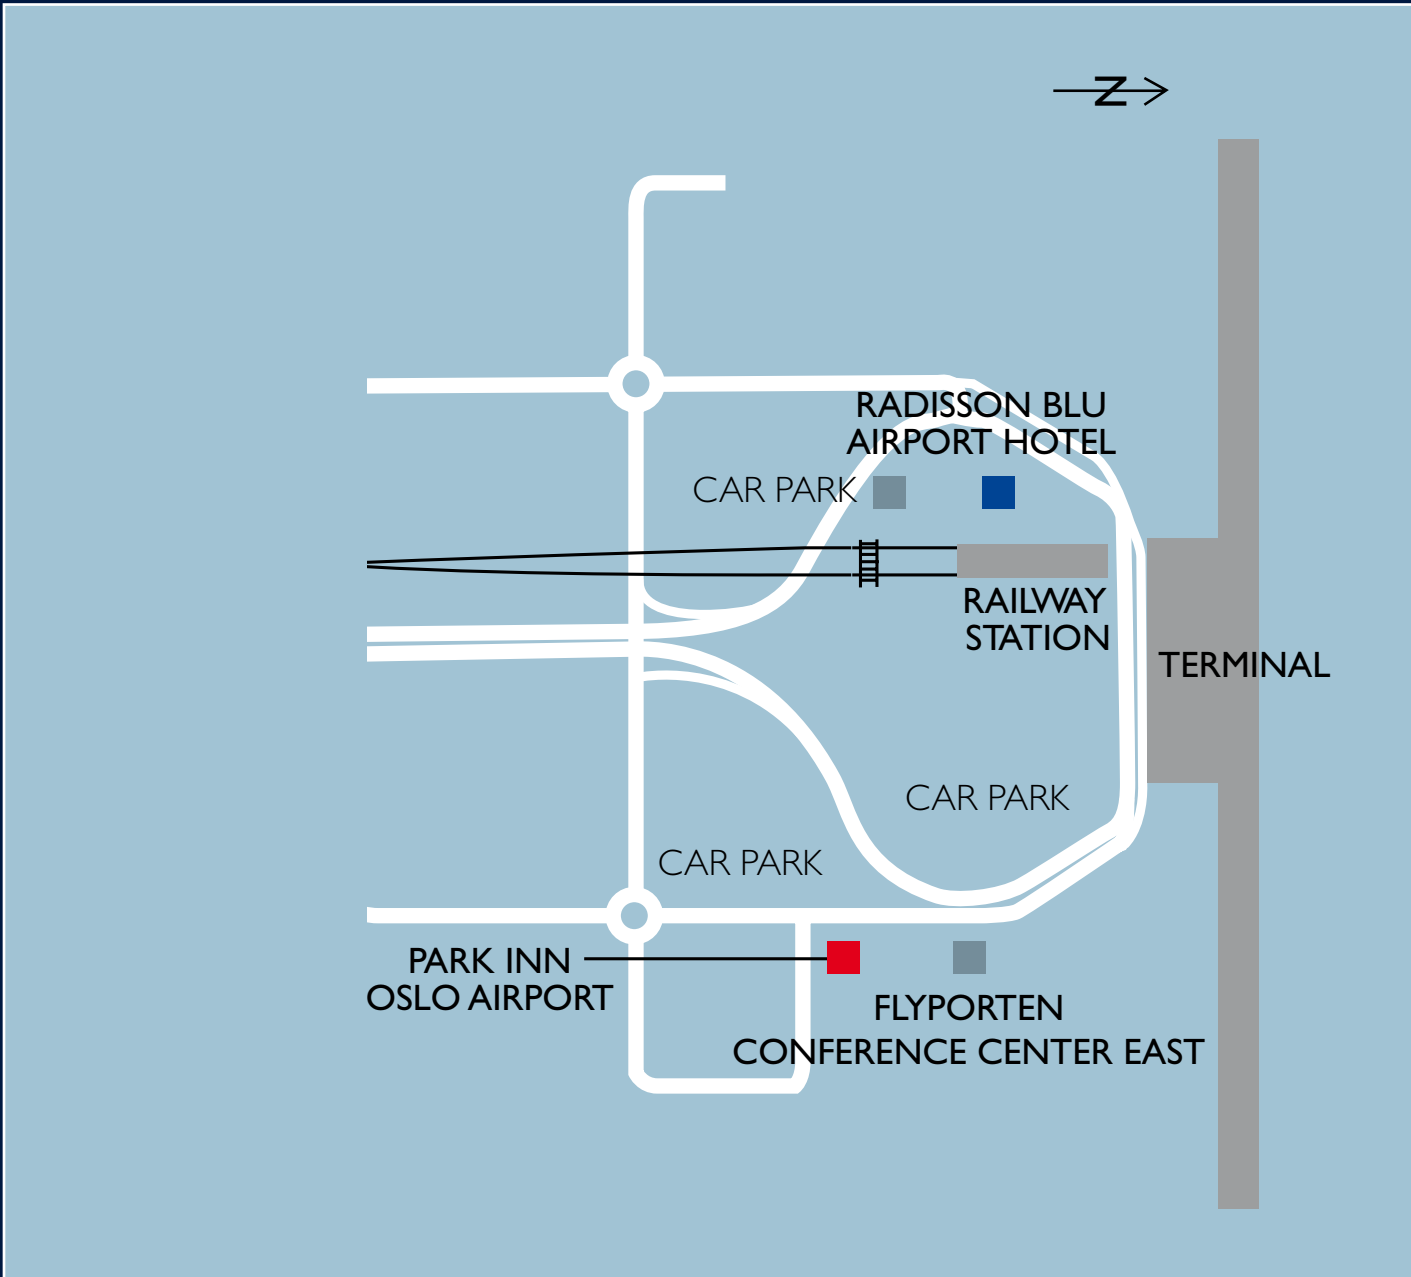 N
RADISSON BLU
AIRPORT HOTEL
CAR PARK
RAILWAY
STATION
TERMINAL
CAR PARK
CAR PARK
PARK INN
OSLO AIRPORT
FLYPORTEN
CONFERENCE CENTER EAST